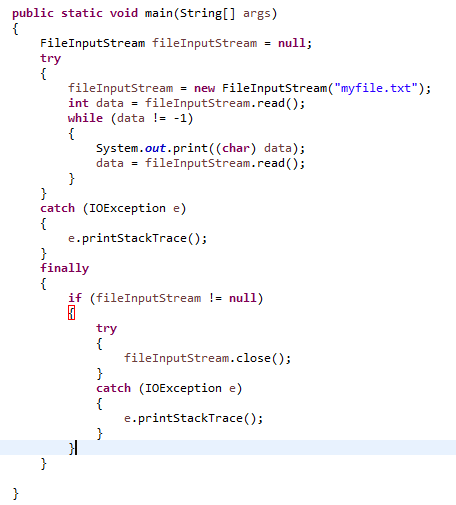 public static void main(String[] args)
{
    FileInputStream fileInputStream = null;
    try
    {
        fileInputStream = new FileInputStream("myfile.txt");
        int data = fileInputStream.read();
        while (data != -1)
        {
            System.out.print((char) data);
            data = fileInputStream.read();
        }
    }
    catch (IOException e)
    {
        e.printStackTrace();
    }
    finally
    {
        if (fileInputStream != null)
        {
            try
            {
                fileInputStream.close();
            }
            catch (IOException e)
            {
                e.printStackTrace();
            }
        }
    }

}